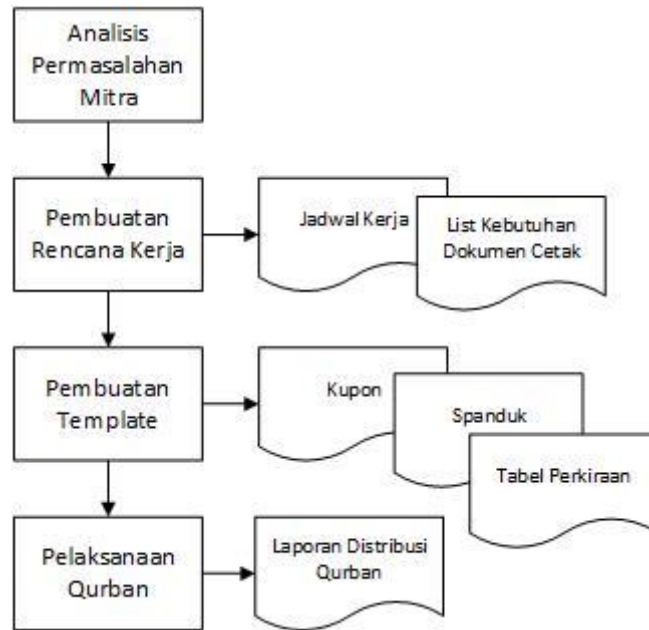 Analisis
Permasalahan
Mitra
Pembuatan
Rencana Kerja
Jadwal Kerja
List Kebutuhan
Dokumen Cetak
Pembuatan
Template
Kupon
Spanduk
Tabel Perkiraan
Pelaksanaan
Qurban
Laporan Distribusi
Qurban